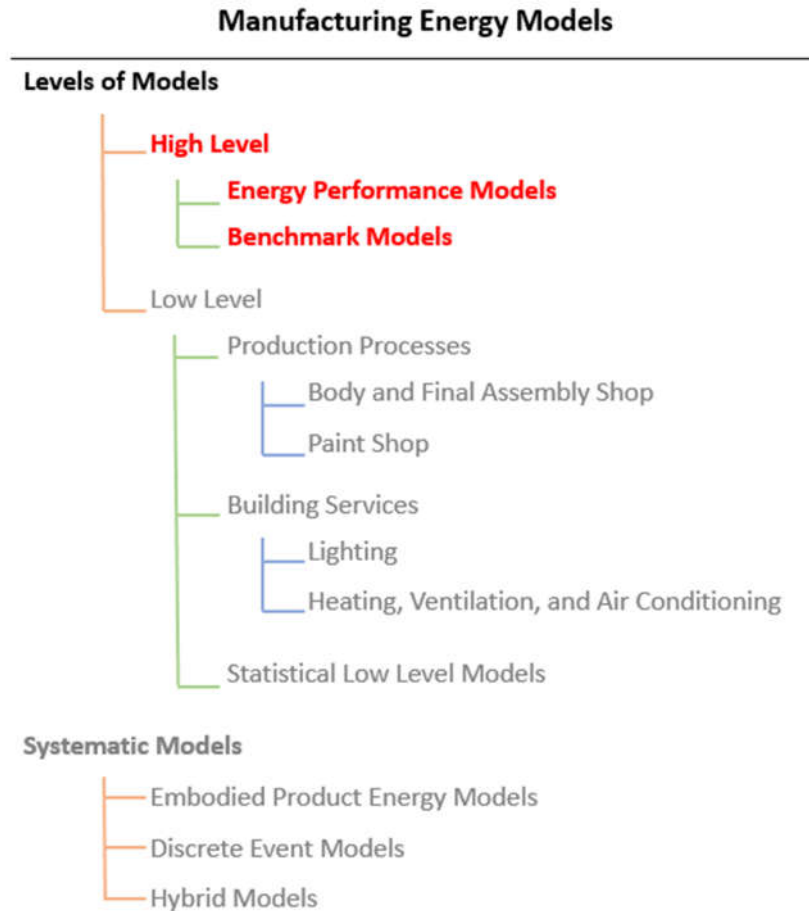 Manufacturing Energy Models
Levels of Models
High Level
Energy Performance Models
Benchmark Models
Low Level
Production Processes
Body and Final Assembly Shop
Paint Shop
Building Services
Lighting
Heating, Ventilation, and Air Conditioning
Statistical Low Level Models
Systematic Models
Embodied Product Energy Models
Discrete Event Models
Hybrid Models